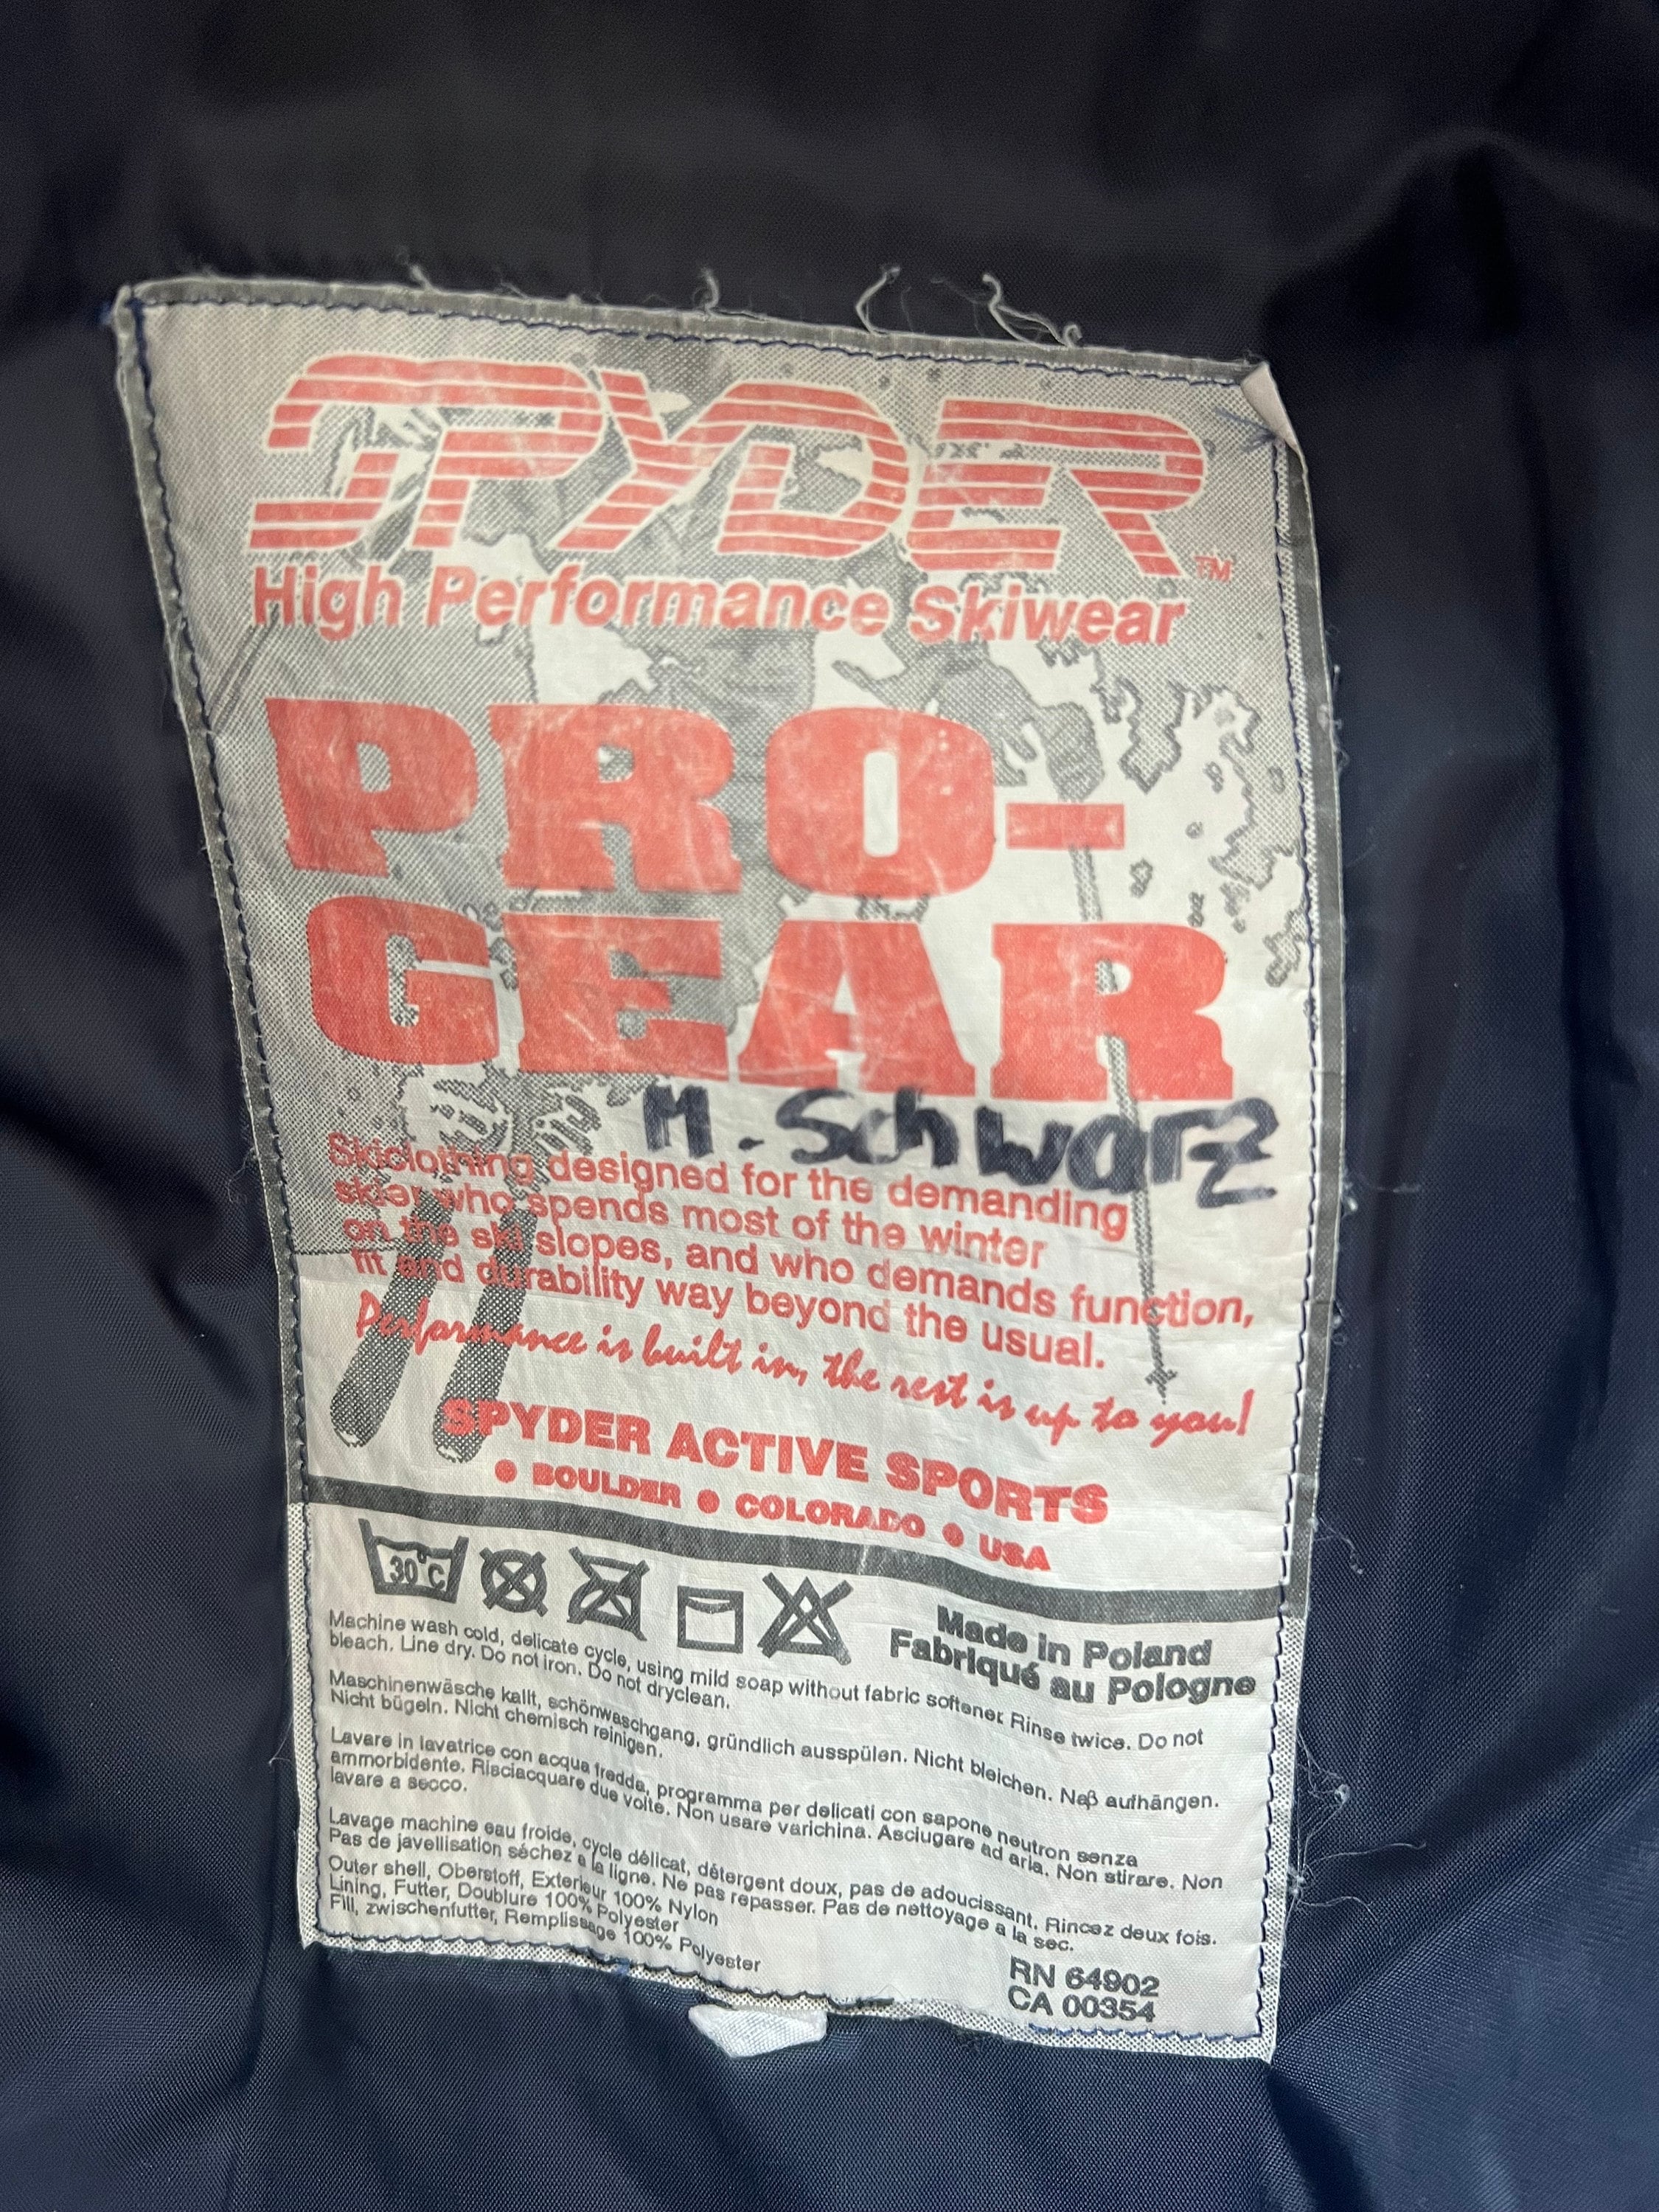 SPYDER™
High Performance Skiwear
PRO-
GEAR
M. Schwarz
Skiclothing designed for the demanding
skier who spends most of the winter
on the ski slopes, and who demands function,
fit and durability way beyond the usual.
Performance is built in, the rest is up to you!
SPYDER ACTIVE SPORTS
● BOULDER ● COLORADO ● USA
30°C
Made in Poland
Fabriqué au Pologne
Machine wash cold, delicate cycle, using mild soap without fabric softener. Rinse twice. Do not
bleach. Line dry. Do not iron. Do not dryclean.
Maschinenwäsche kallt, schönwaschgang, gründlich ausspülen. Nicht bleichen. Naß aufhängen.
Nicht bügeln. Nicht chemisch reinigen.
Lavare in lavatrice con acqua fredda, programma per delicati con sapone neutron senza
ammorbidente. Risciacquare due volte. Non usare varichina. Asciugare ad aria. Non stirare. Non
lavare a secco.
Lavage machine eau froide, cycle délicat, détergent doux, pas de adoucissant. Rincez deux fois.
Pas de javellisation séchez a la ligne. Ne pas repasser. Pas de nettoyage a la sec.
Outer shell, Oberstoff, Exterieur 100% Nylon
Lining, Futter, Doublure 100% Polyester
Fill, zwischenfutter, Remplissage 100% Polyester
RN 64902
CA 00354